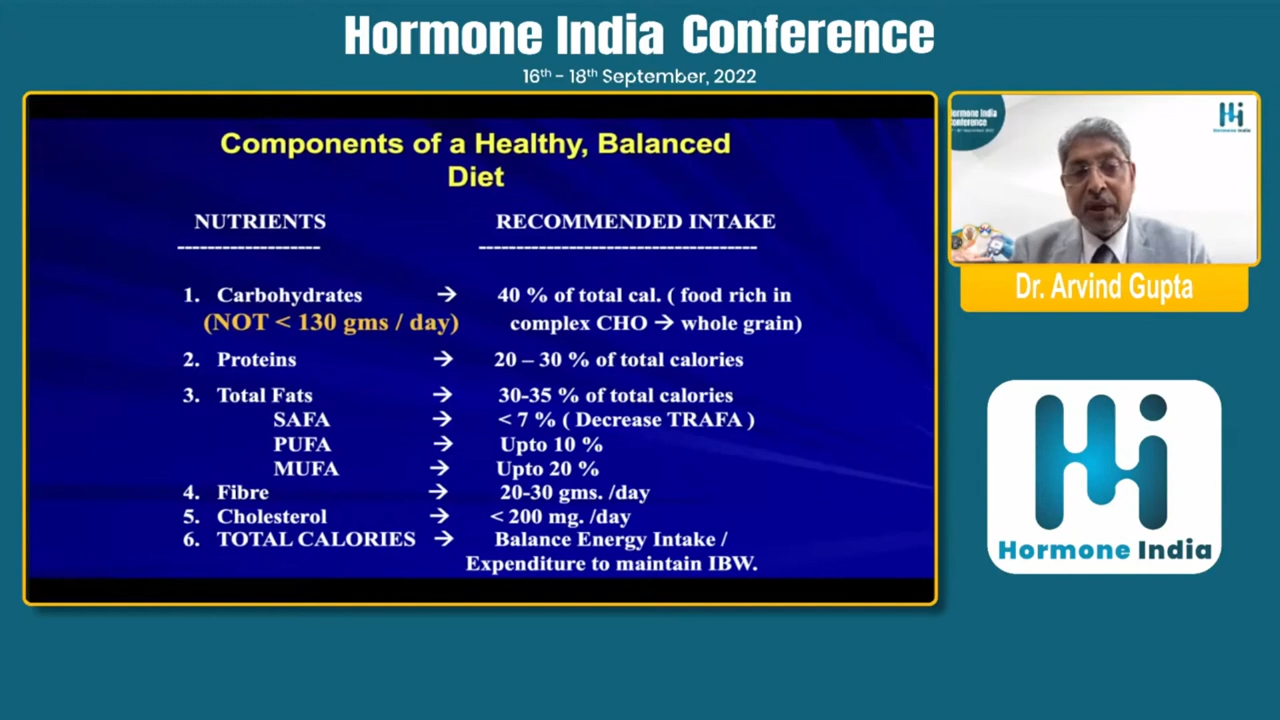 Hormone India Conference
16th - 18th September, 2022
Components of a Healthy, Balanced
Diet
NUTRIENTS RECOMMENDED INTAKE
------------------- ------------------------------------
1. Carbohydrates → 40 % of total cal. ( food rich in
(NOT < 130 gms / day) complex CHO → whole grain)
2. Proteins → 20 – 30 % of total calories
3. Total Fats → 30-35 % of total calories
SAFA → < 7 % ( Decrease TRAFA )
PUFA → Upto 10 %
MUFA → Upto 20 %
4. Fibre → 20-30 gms. /day
5. Cholesterol → < 200 mg. /day
6. TOTAL CALORIES → Balance Energy Intake /
Expenditure to maintain IBW.
Hormone India
Dr. Arvind Gupta
Hormone India